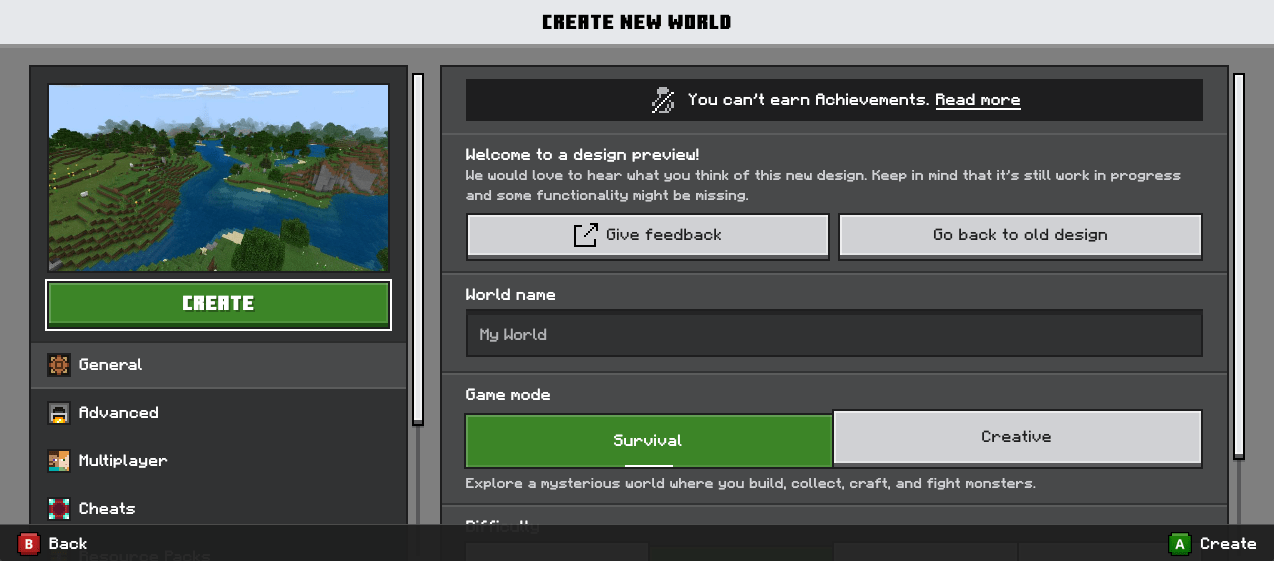 CREATE NEW WORLD
You can't earn Achievements. Read more
Welcome to a design preview!
We would love to hear what you think of this new design. Keep in mind that it's still work in progress
and some functionality might be missing.
Give feedback
Go back to old design
World name
My World
Game mode
Survival
Creative
Explore a mysterious world where you build, collect, craft, and fight monsters.
Difficulty
CREATE
General
Advanced
Multiplayer
Cheats
Resource Packs
B Back
A Create